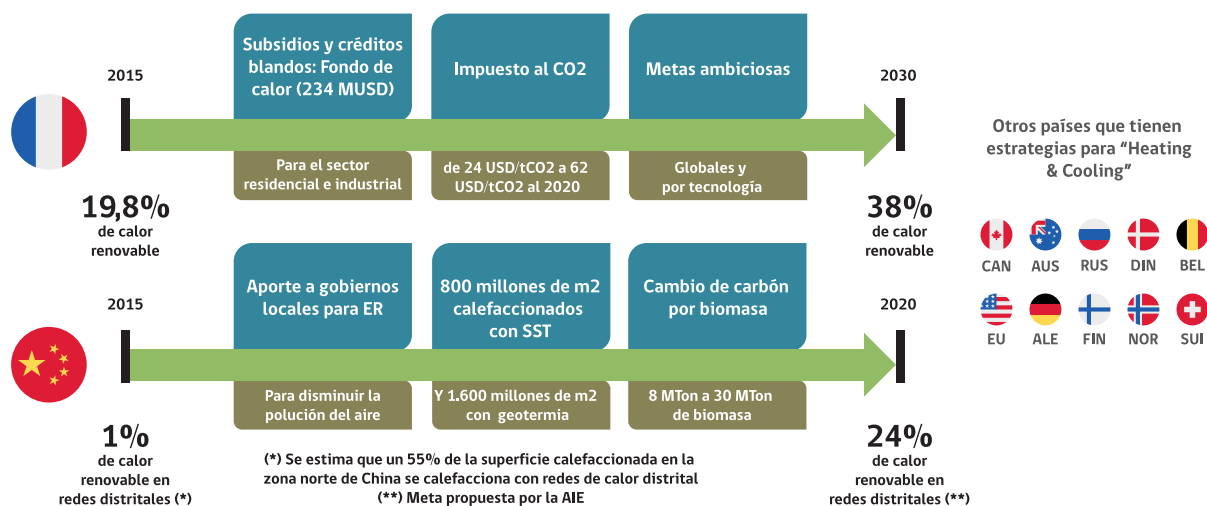 2015
Subsidios y créditos
blandos: Fondo de
calor (234 MUSD)
Impuesto al CO2
Metas ambiciosas
2030
Para el sector
residencial e industrial
de 24 USD/tCO2 a 62
USD/tCO2 al 2020
Globales y
por tecnología
19,8%
de calor
renovable
38%
de calor
renovable
2015
Aporte a gobiernos
locales para ER
800 millones de m2
calefaccionados
con SST
Cambio de carbón
por biomasa
2020
Para disminuir la
polución del aire
Y 1.600 millones de m2
con geotermia
8 MTon a 30 MTon
de biomasa
1%
de calor
renovable en
redes distritales (*)
24%
de calor
renovable en
redes distritales (**)
(*) Se estima que un 55% de la superficie calefaccionada en la
zona norte de China se calefacciona con redes de calor distrital
(**) Meta propuesta por la AIE
Otros países que tienen
estrategias para "Heating
& Cooling"
CAN AUS RUS DIN BEL
EU ALE FIN NOR SUI